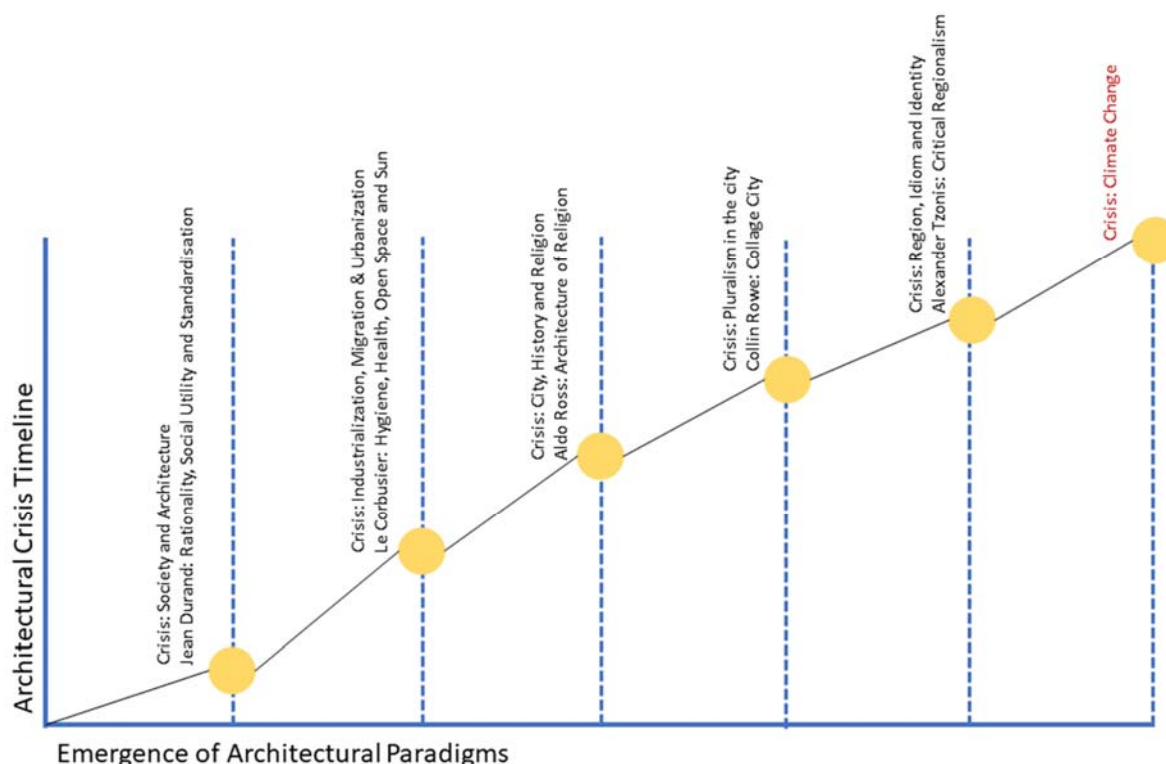 Architectural Crisis Timeline
Crisis: Society and Architecture
Jean Durand: Rationality, Social Utility and Standardisation
Crisis: Industrialization, Migration & Urbanization
Le Corbusier: Hygiene, Health, Open Space and Sun
Crisis: City, History and Religion
Aldo Ross: Architecture of Religion
Crisis: Pluralism in the city
Collin Rowe: Collage City
Crisis: Region, Idiom and Identity
Alexander Tzonis: Critical Regionalism
Crisis: Climate Change
Emergence of Architectural Paradigms